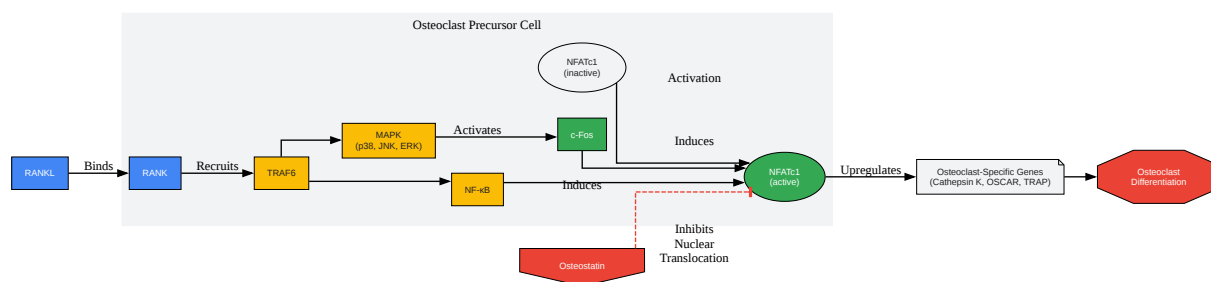 Osteoclast Precursor Cell
NFATc1
(inactive)
Activation
MAPK
(p38, JNK, ERK)
Activates
c-Fos
Induces
RANKL
Binds
RANK
Recruits
TRAF6
NF-κB
Induces
NFATc1
(active)
Upregulates
Osteoclast-Specific Genes
(Cathepsin K, OSCAR, TRAP)
Osteoclast
Differentiation
Inhibits
Nuclear
Translocation
Osteostatin